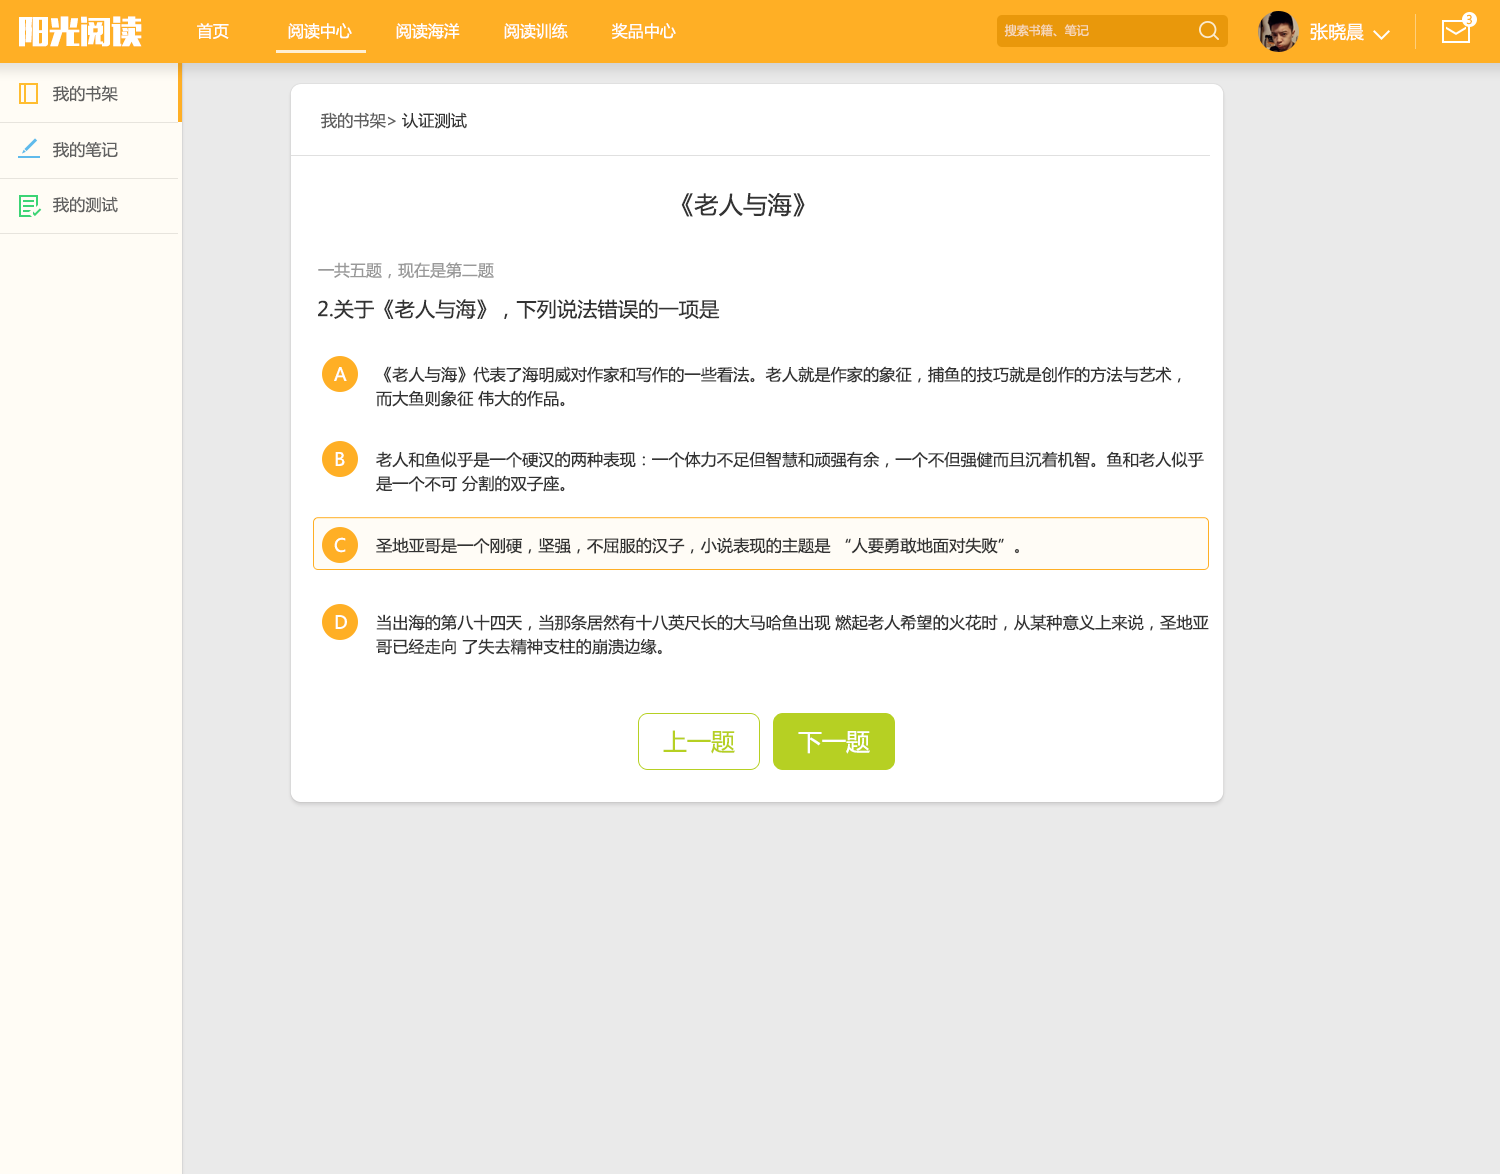 阳光阅读
首页
阅读中心
阅读海洋
阅读训练
奖品中心
搜索书籍、笔记
张晓晨
3
我的书架
我的笔记
我的测试
我的书架> 认证测试
《老人与海》
一共五题，现在是第二题
2.关于《老人与海》，下列说法错误的一项是
A
《老人与海》代表了海明威对作家和写作的一些看法。老人就是作家的象征，捕鱼的技巧就是创作的方法与艺术，
而大鱼则象征 伟大的作品。
B
老人和鱼似乎是一个硬汉的两种表现：一个体力不足但智慧和顽强有余，一个不但强健而且沉着机智。鱼和老人似乎
是一个不可 分割的双子座。
C
圣地亚哥是一个刚硬，坚强，不屈服的汉子，小说表现的主题是 “人要勇敢地面对失败”。
D
当出海的第八十四天，当那条居然有十八英尺长的大马哈鱼出现 燃起老人希望的火花时，从某种意义上来说，圣地亚
哥已经走向 了失去精神支柱的崩溃边缘。
上一题
下一题